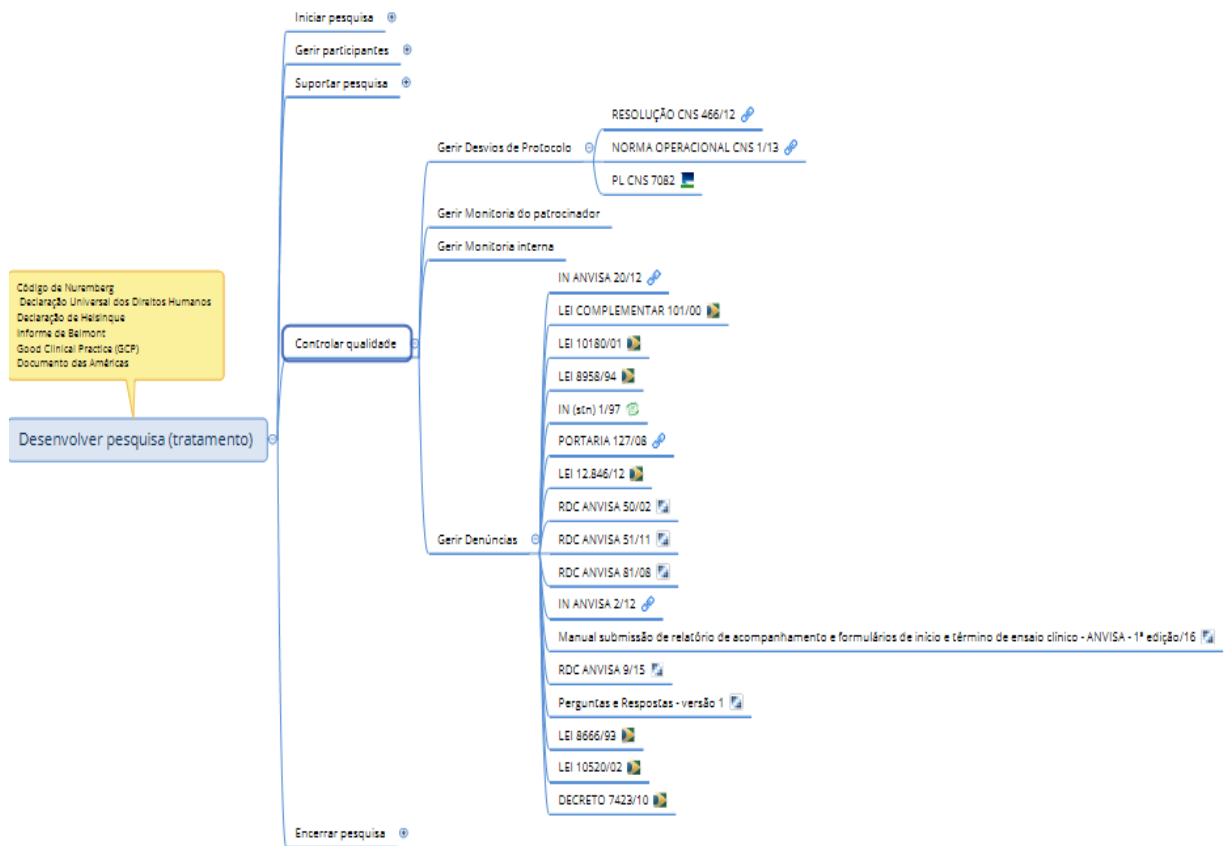 Iniciar pesquisa
Gerir participantes
Suportar pesquisa
RESOLUÇÃO CNS 466/12
Gerir Desvios de Protocolo
NORMA OPERACIONAL CNS 1/13
PL CNS 7082
Gerir Monitoria do patrocinador
Gerir Monitoria interna
Código de Nuremberg
Declaração Universal dos Direitos Humanos
Declaração de Helsinque
Informe de Belmont
Good Clinical Practice (GCP)
Documento das Américas
Controlar qualidade
Desenvolver pesquisa (tratamento)
IN ANVISA 20/12
LEI COMPLEMENTAR 101/00
LEI 10180/01
LEI 8958/94
IN (stn) 1/97
PORTARIA 127/08
LEI 12.846/12
RDC ANVISA 50/02
Gerir Denúncias
RDC ANVISA 51/11
RDC ANVISA 81/08
IN ANVISA 2/12
Manual submissão de relatório de acompanhamento e formulários de início e término de ensaio clínico - ANVISA - 1ª edição/16
RDC ANVISA 9/15
Perguntas e Respostas - versão 1
LEI 8666/93
LEI 10520/02
DECRETO 7423/10
Encerrar pesquisa